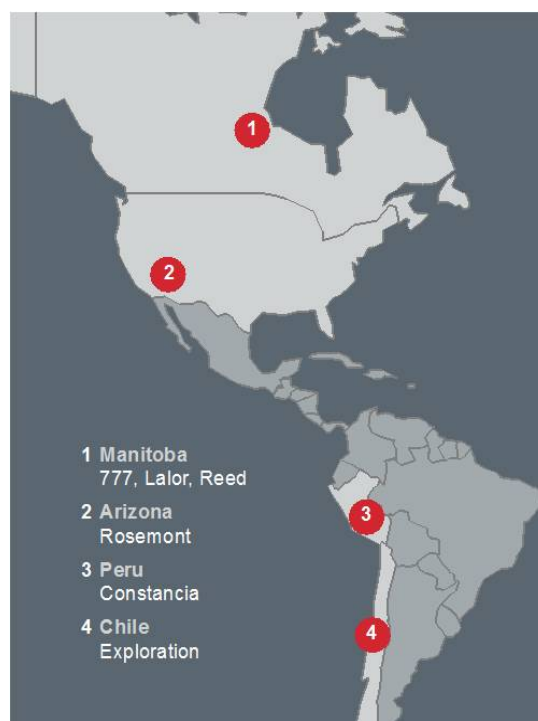 1
2
3
4
1 Manitoba
777, Lalor, Reed
2 Arizona
Rosemont
3 Peru
Constancia
4 Chile
Exploration